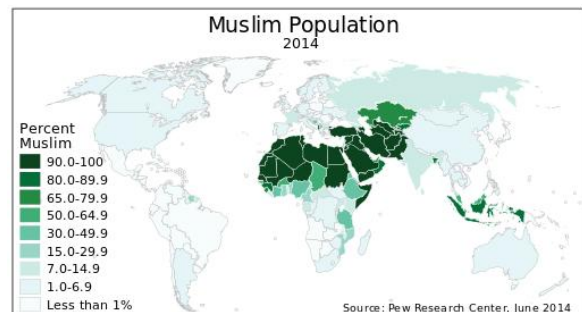 Muslim Population
2014
Percent
Muslim
90.0-100
80.0-89.9
65.0-79.9
50.0-64.9
30.0-49.9
15.0-29.9
7.0-14.9
1.0-6.9
Less than 1%
Source: Pew Research Center, June 2014